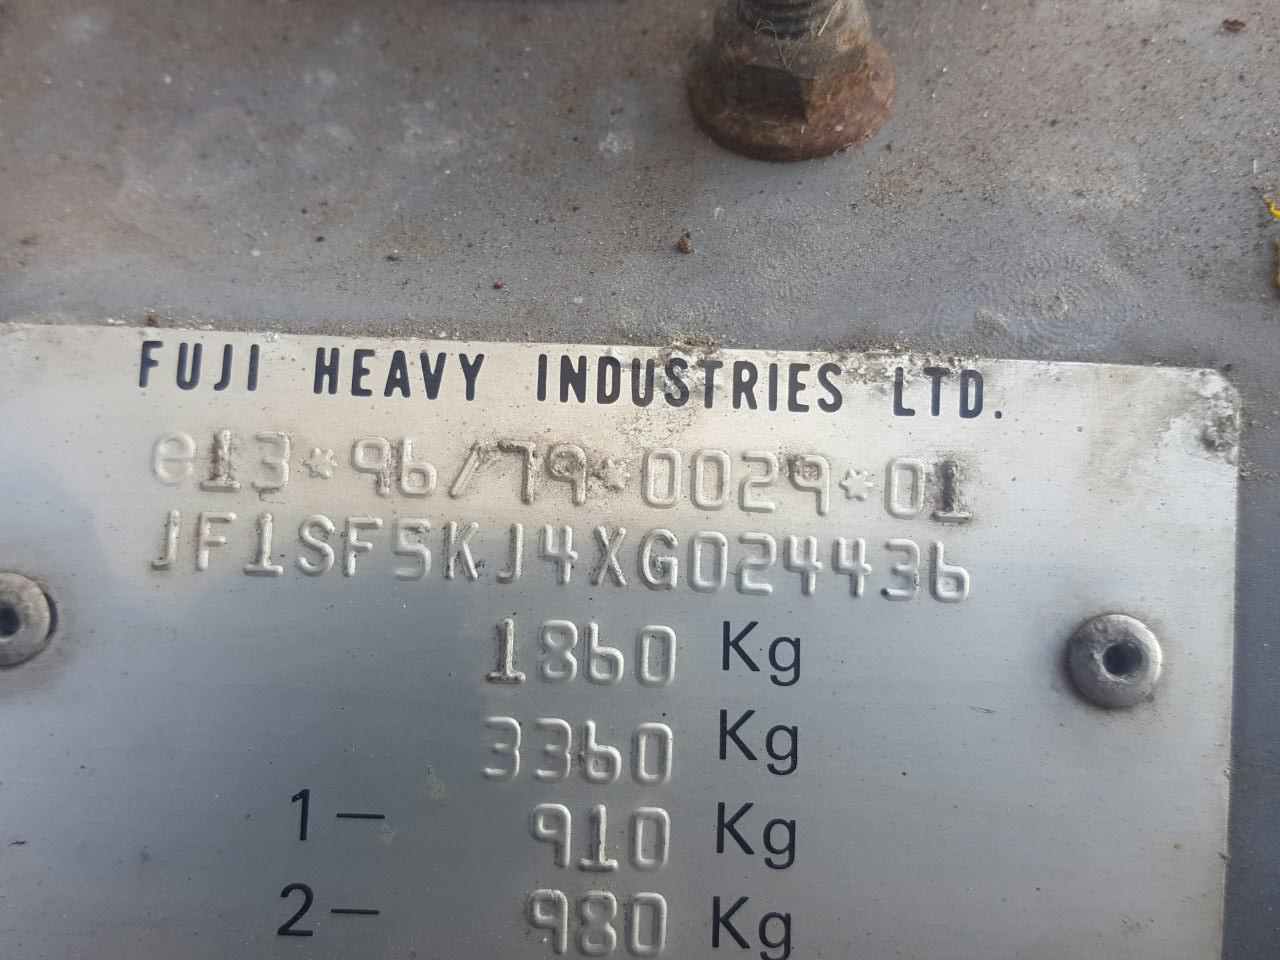 FUJI HEAVY INDUSTRIES LTD.
e13*96/79*0029*01
JF1SF5KJ4XG024436
1860 Kg
3360 Kg
1- 910 Kg
2- 980 Kg